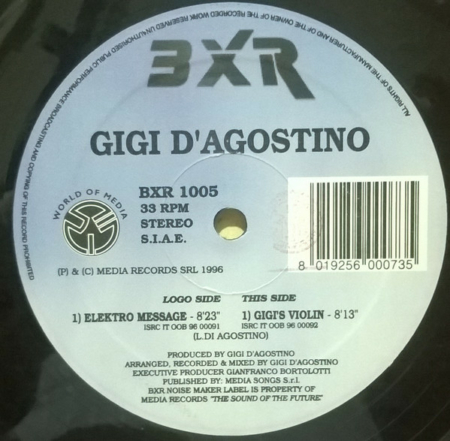 ALL RIGHTS OF THE MANUFACTURER AND OF THE OWNER OF THE RECORDED WORK RESERVED UNAUTHORISED PUBLIC PERFORMANCE BROADCASTING AND COPYING OF THIS RECORD PROHIBITED
BXR
GIGI D'AGOSTINO
WORLD OF MEDIA
BXR 1005
33 RPM
STEREO
S.I.A.E.
8 019256 000735
(P) & (C) MEDIA RECORDS SRL 1996
LOGO SIDE THIS SIDE
1) ELEKTRO MESSAGE - 8'23" 1) GIGI'S VIOLIN - 8'13"
ISRC IT OOB 96 00091 ISRC IT OOB 96 00092
(L.DI AGOSTINO)
PRODUCED BY GIGI D'AGOSTINO
ARRANGED, RECORDED & MIXED BY GIGI D'AGOSTINO
EXECUTIVE PRODUCER GIANFRANCO BORTOLOTTI
PUBLISHED BY: MEDIA SONGS S.r.l.
BXR NOISE MAKER LABEL IS PROPERTY OF
MEDIA RECORDS "THE SOUND OF THE FUTURE"